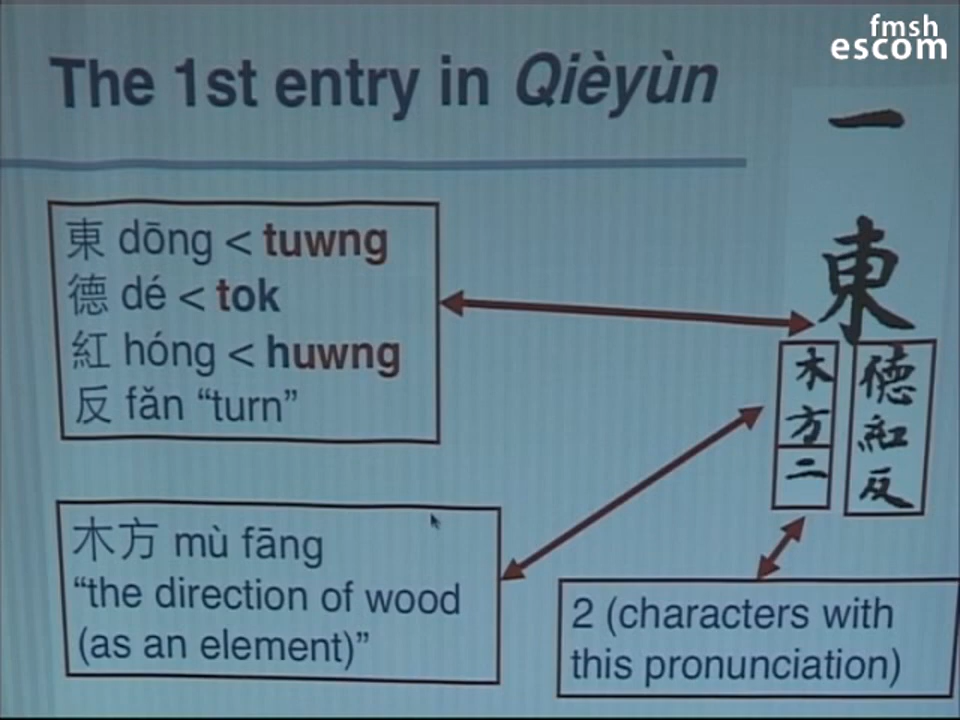 fmsh
escom
The 1st entry in Qièyùn
東 dōng < tuwng
德 dé < tok
紅 hóng < huwng
反 fǎn “turn”
木方 mù fāng
“the direction of wood
(as an element)”
2 (characters with
this pronunciation)
一
東
德紅反
木方二